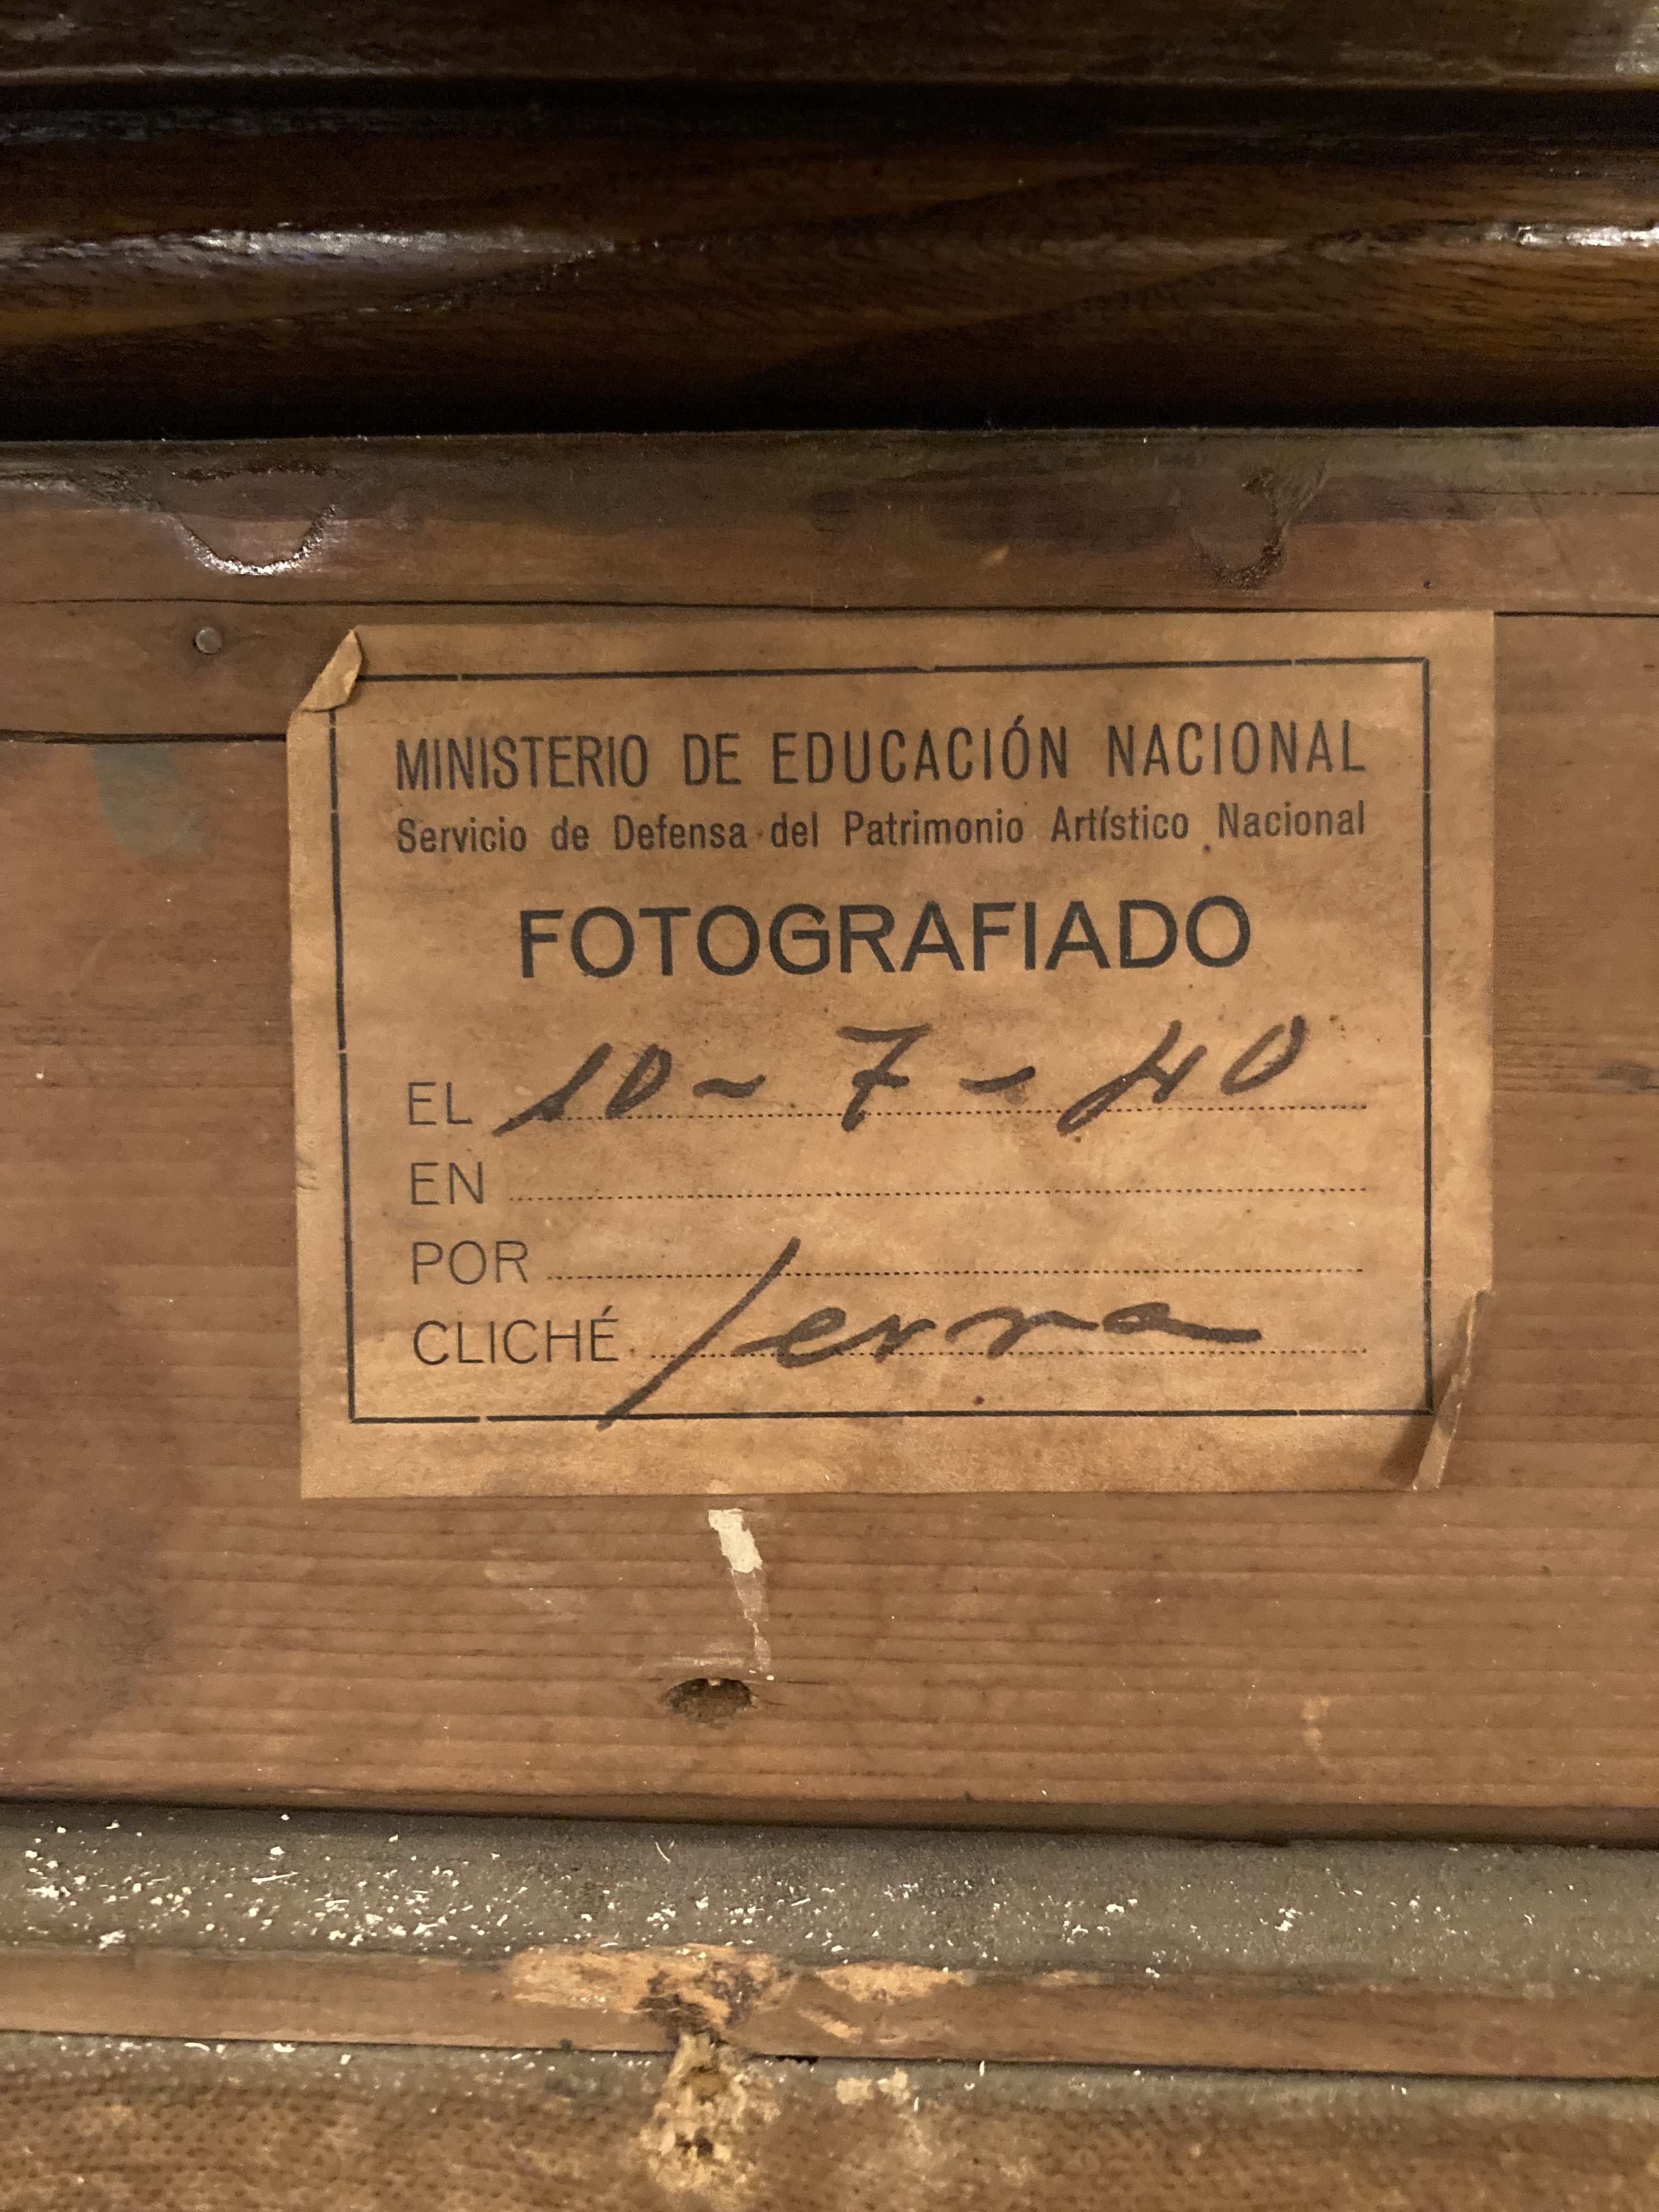 MINISTERIO DE EDUCACIÓN NACIONAL
Servicio de Defensa del Patrimonio Artístico Nacional
FOTOGRAFIADO
EL 10-7-40
EN
POR
CLICHÉ Serra